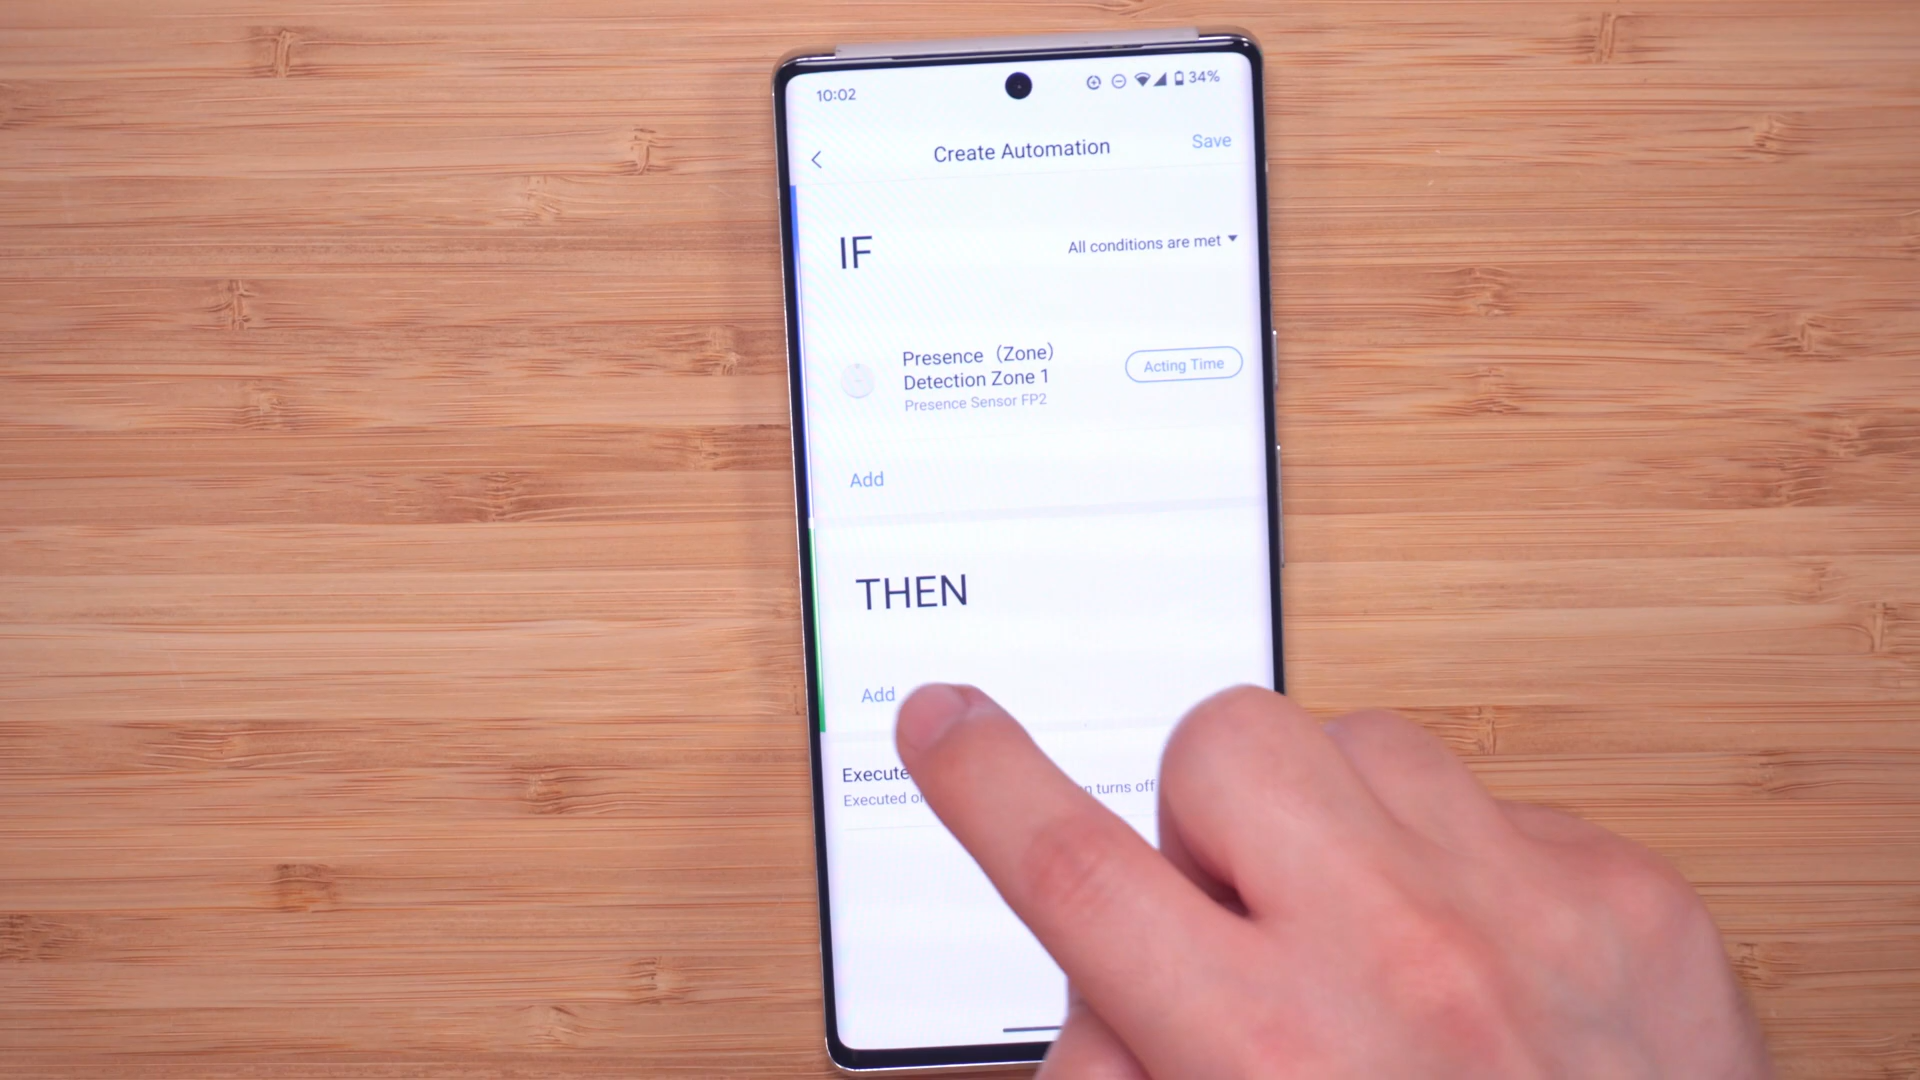 10:02 34%
Create Automation Save
IF All conditions are met
Presence (Zone)
Detection Zone 1
Presence Sensor FP2
Acting Time
Add
THEN
Add
Execute
Executed turns off